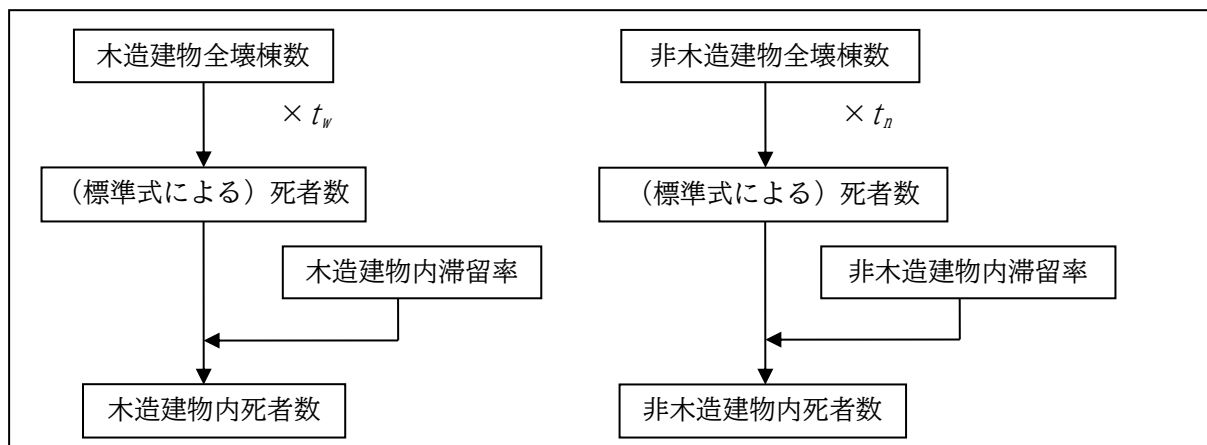 木造建物全壊棟数
× t_w
（標準式による）死者数
木造建物内滞留率
木造建物内死者数
非木造建物全壊棟数
× t_n
（標準式による）死者数
非木造建物内滞留率
非木造建物内死者数